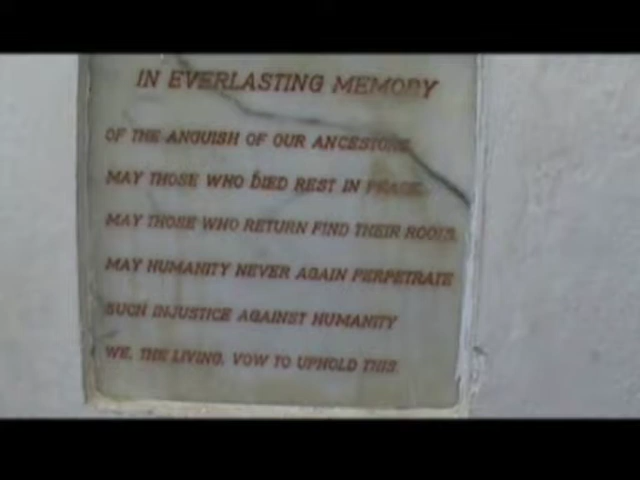 IN EVERLASTING MEMORY
OF THE ANGUISH OF OUR ANCESTORS.
MAY THOSE WHO DIED REST IN PEACE.
MAY THOSE WHO RETURN FIND THEIR ROOTS.
MAY HUMANITY NEVER AGAIN PERPETRATE
SUCH INJUSTICE AGAINST HUMANITY
WE, THE LIVING, VOW TO UPHOLD THIS.